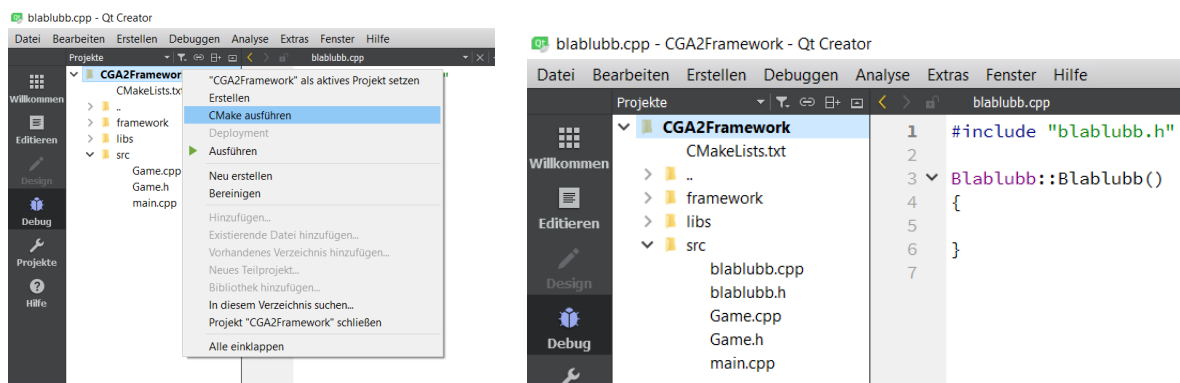 blablubb.cpp - Qt Creator
Datei Bearbeiten Erstellen Debuggen Analyse Extras Fenster Hilfe
Projekte blablubb.cpp
Willkommen
Editieren
Design
Debug
Projekte
Hilfe
CGA2Framewor
CMakeLists.tx
..
framework
libs
src
Game.cpp
Game.h
main.cpp
"CGA2Framework" als aktives Projekt setzen
Erstellen
CMake ausführen
Deployment
Ausführen
Neu erstellen
Bereinigen
Hinzufügen...
Existierende Datei hinzufügen...
Vorhandenes Verzeichnis hinzufügen...
Neues Teilprojekt...
Bibliothek hinzufügen...
In diesem Verzeichnis suchen...
Projekt "CGA2Framework" schließen
Alle einklappen
blablubb.cpp - CGA2Framework - Qt Creator
Datei Bearbeiten Erstellen Debuggen Analyse Extras Fenster Hilfe
Projekte blablubb.cpp
Willkommen
Editieren
Design
Debug
CGA2Framework
CMakeLists.txt
..
framework
libs
src
blablubb.cpp
blablubb.h
Game.cpp
Game.h
main.cpp
1 #include "blablubb.h"
2
3 Blablubb::Blablubb()
4 {
5
6 }
7